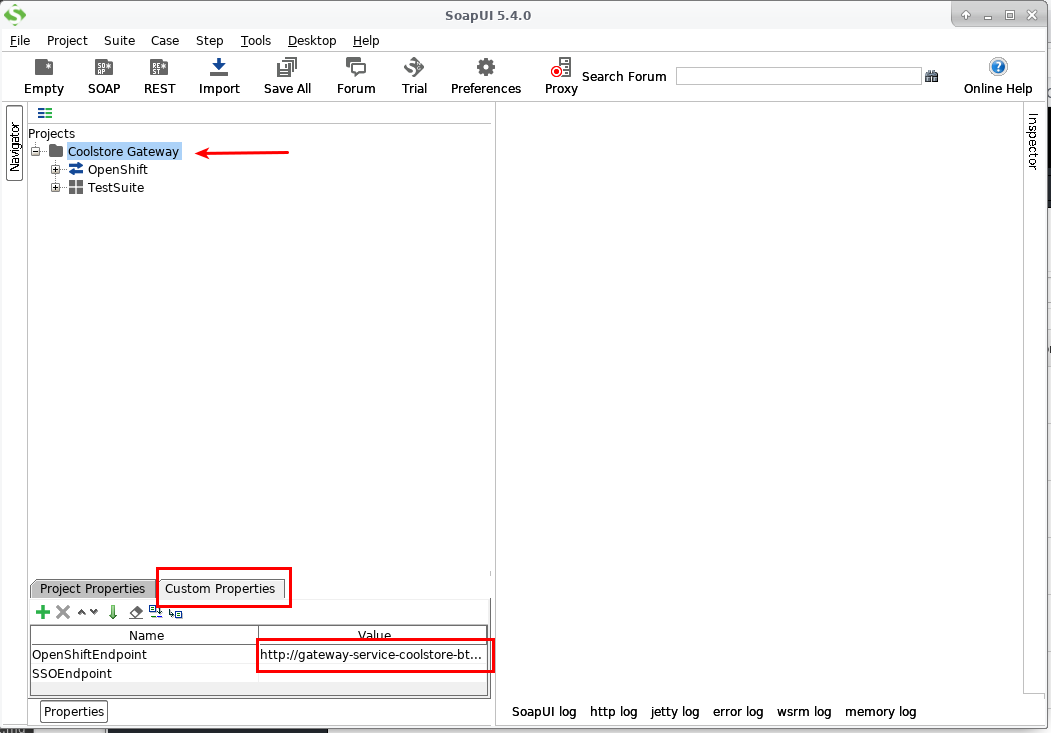 SoapUI 5.4.0
File Project Suite Case Step Tools Desktop Help
Empty SOAP REST Import Save All Forum Trial Preferences Proxy Search Forum Online Help
Navigator
Inspector
Projects
Coolstore Gateway
OpenShift
TestSuite
Project Properties Custom Properties
Name Value
OpenShiftEndpoint http://gateway-service-coolstore-bt...
SSOEndpoint
Properties
SoapUI log http log jetty log error log wsrm log memory log